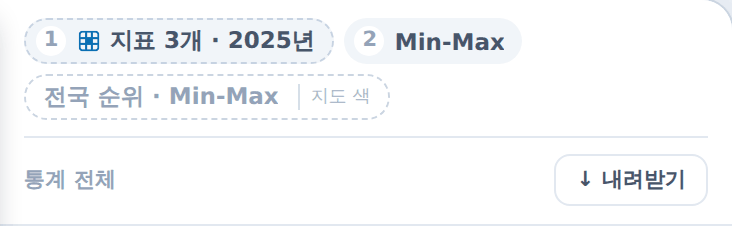 1 지표 3개 · 2025년 2 Min-Max
전국 순위 · Min-Max 지도 색
통계 전체 ↓ 내려받기